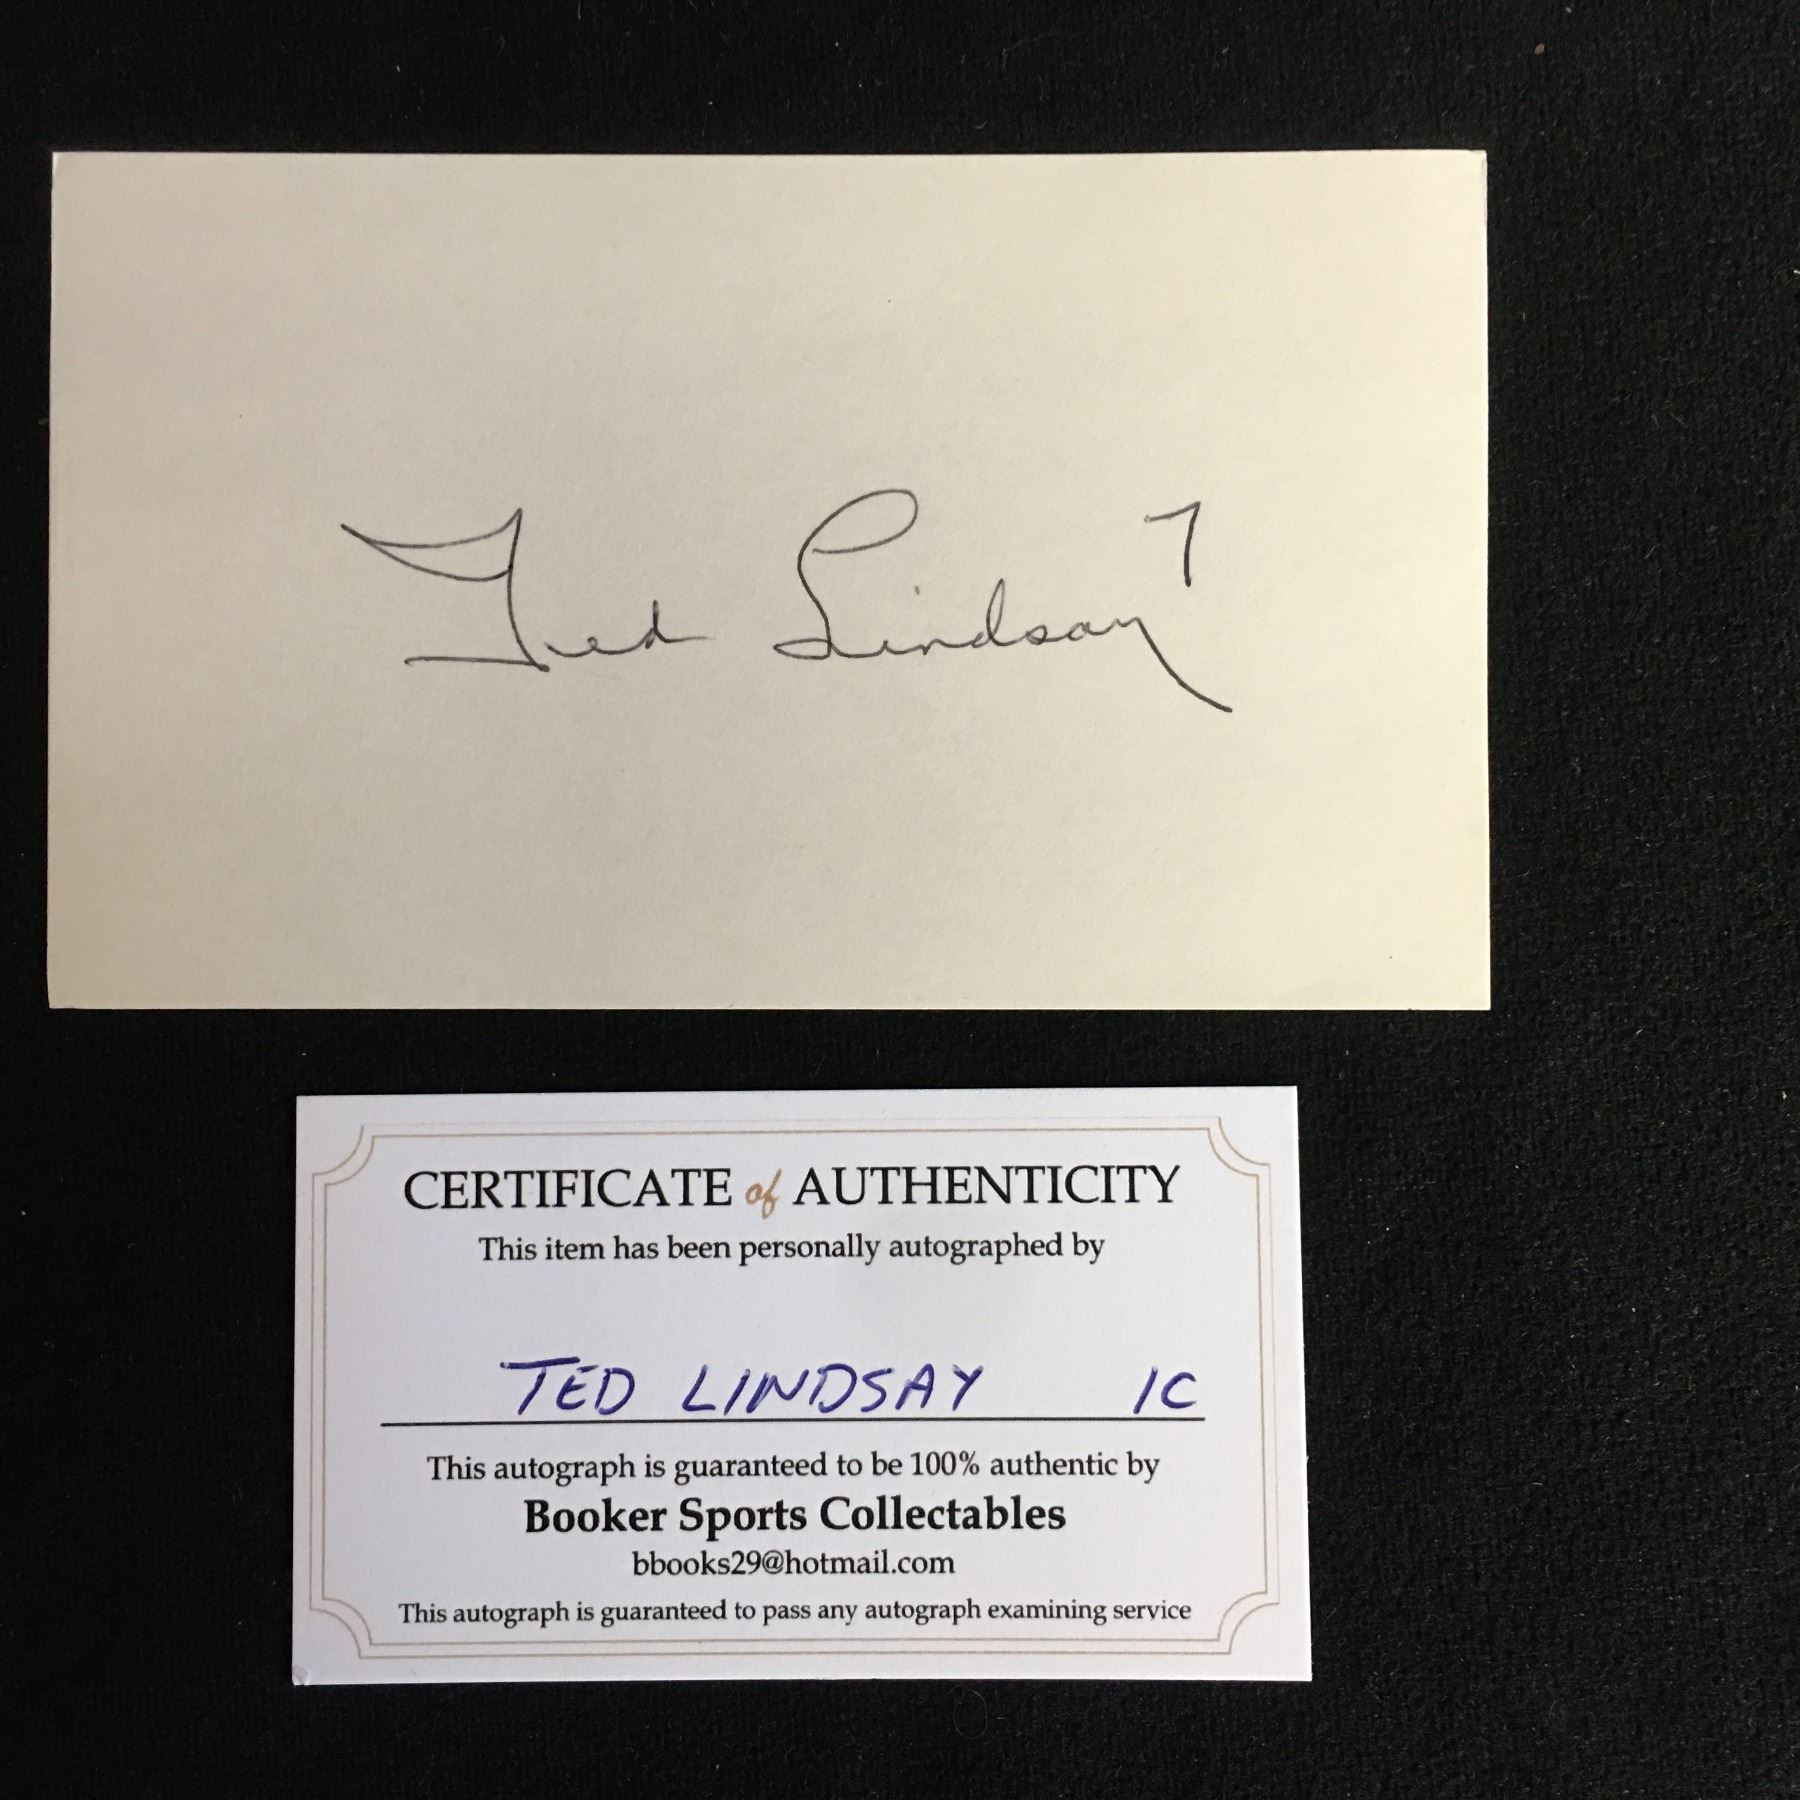 Ted Lindsay 7
CERTIFICATE of AUTHENTICITY
This item has been personally autographed by
TED LINDSAY IC
This autograph is guaranteed to be 100% authentic by
Booker Sports Collectables
bbooks29@hotmail.com
This autograph is guaranteed to pass any autograph examining service